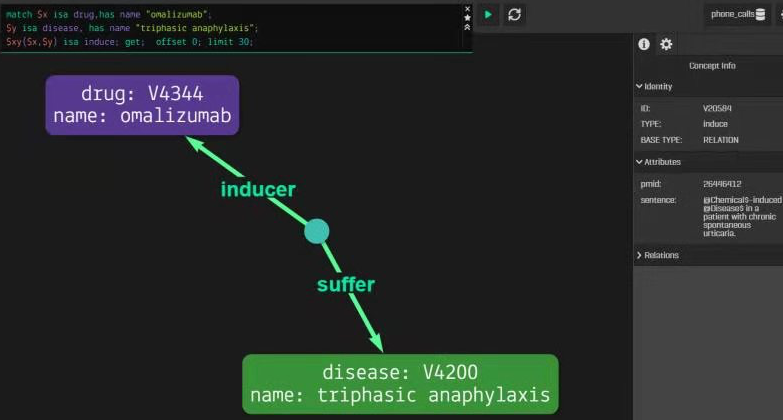 match $x isa drug,has name "omalizumab";
$y isa disease, has name "triphasic anaphylaxis";
$xy($x,$y) isa induce; get;  offset 0; limit 30;
phone_calls
drug: V4344
name: omalizumab
inducer
suffer
disease: V4200
name: triphasic anaphylaxis
Concept Info
Identity
ID: V20584
TYPE: induce
BASE TYPE: RELATION
Attributes
pmid: 26446412
sentence: @Chemical$-induced
@Disease$ in a
patient with chronic
spontaneous
urticaria.
Relations